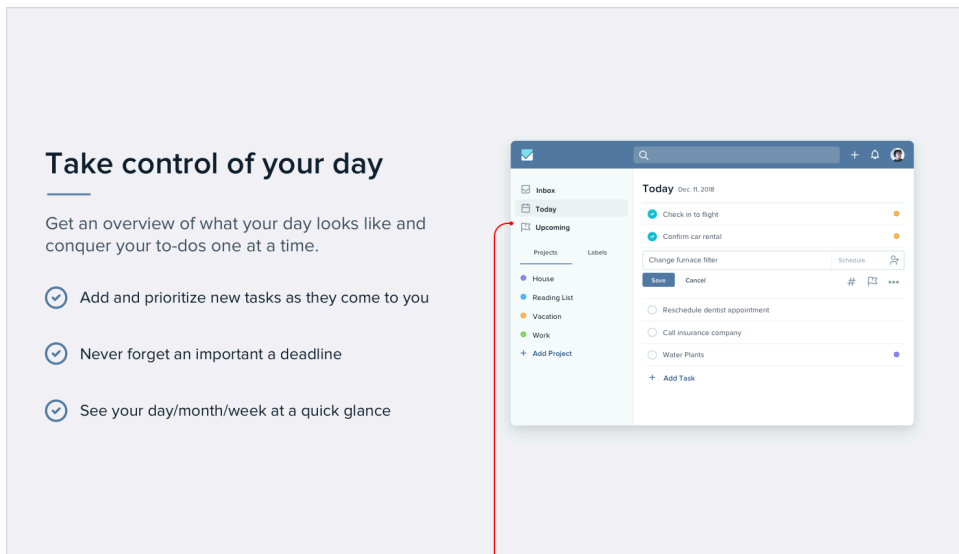 Take control of your day
Get an overview of what your day looks like and
conquer your to-dos one at a time.
Add and prioritize new tasks as they come to you
Never forget an important a deadline
See your day/month/week at a quick glance
Inbox
Today
Upcoming
Projects Labels
House
Reading List
Vacation
Work
+ Add Project
Today Dec. 11, 2018
Check in to flight
Confirm car rental
Change furnace filter Schedule
Save Cancel #
Reschedule dentist appointment
Call insurance company
Water Plants
+ Add Task